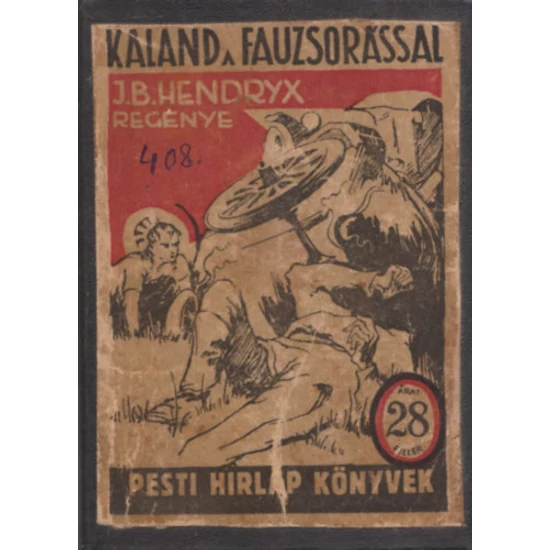 KALAND A FAUZSORÁSSAL
J.B. HENDRYX
REGÉNYE
408.
ÁRA
28
FILLÉR
PESTI HIRLAP KÖNYVEK